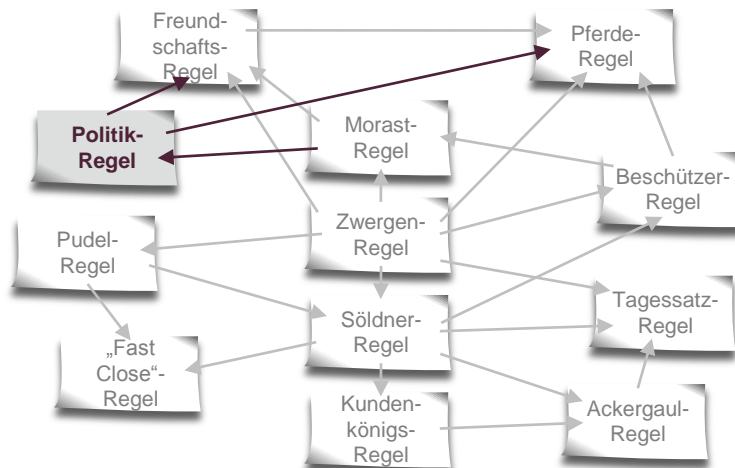 Freund-
schafts-
Regel
Pferde-
Regel
Politik-
Regel
Morast-
Regel
Beschützer-
Regel
Zwergen-
Regel
Pudel-
Regel
Tagessatz-
Regel
Söldner-
Regel
„Fast
Close“-
Regel
Kunden-
königs-
Regel
Ackergaul-
Regel